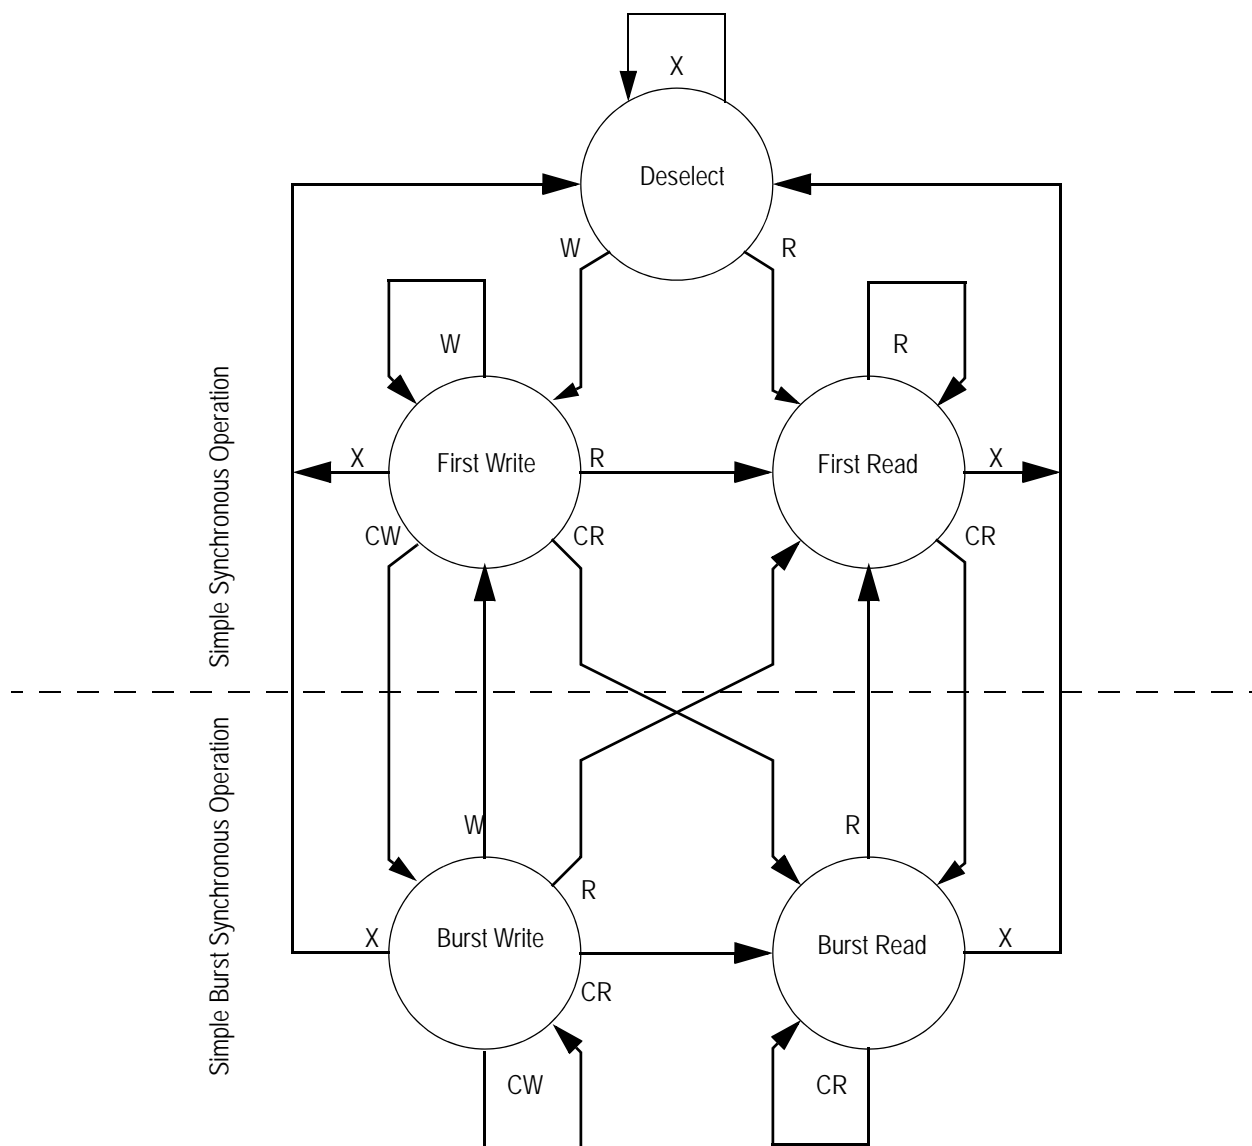 X
Deselect
W
R
W
R
Simple Synchronous Operation
First Write
First Read
X
R
X
CW
CR
CR
Simple Burst Synchronous Operation
W
R
R
X
Burst Write
Burst Read
X
CR
CW
CR